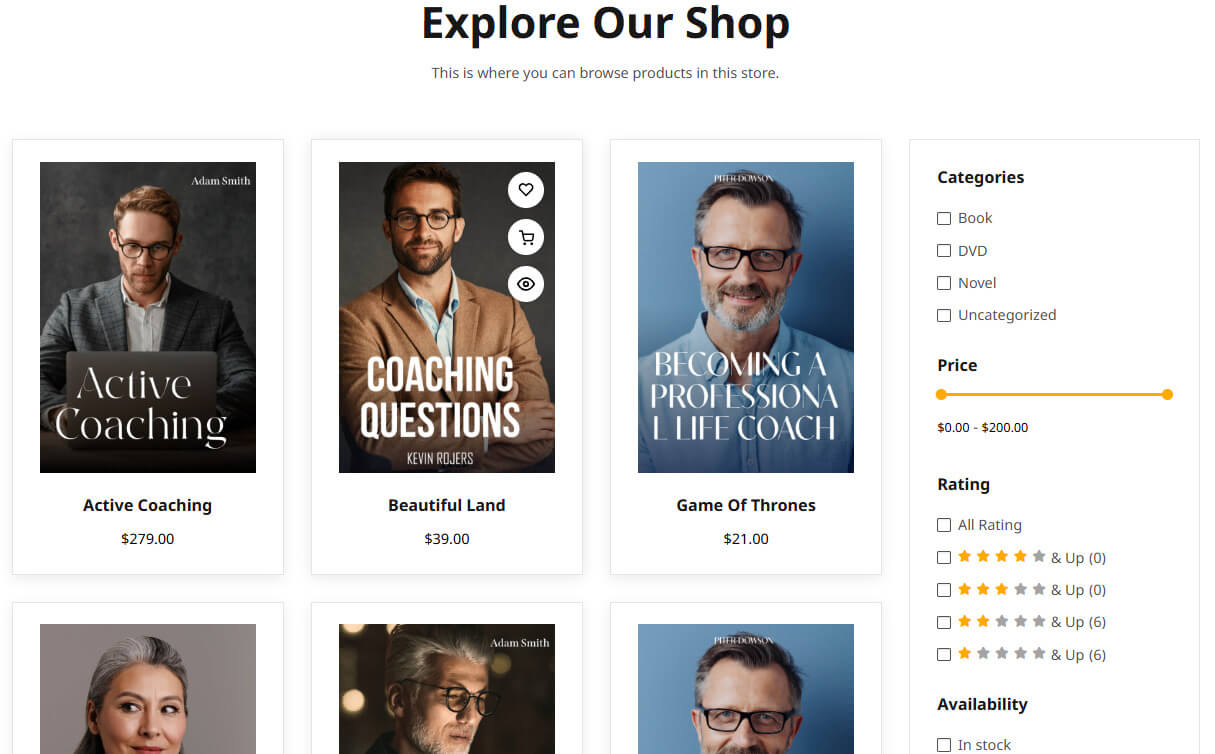 Explore Our Shop
This is where you can browse products in this store.
Adam Smith
Active
Coaching
Active Coaching
$279.00
COACHING
QUESTIONS
KEVIN ROJERS
Beautiful Land
$39.00
PITER DOWSON
BECOMING A
PROFESSIONA
L LIFE COACH
Game Of Thrones
$21.00
Adam Smith
PITER DOWSON
Categories
Book
DVD
Novel
Uncategorized
Price
$0.00 - $200.00
Rating
All Rating
& Up (0)
& Up (0)
& Up (6)
& Up (6)
Availability
In stock